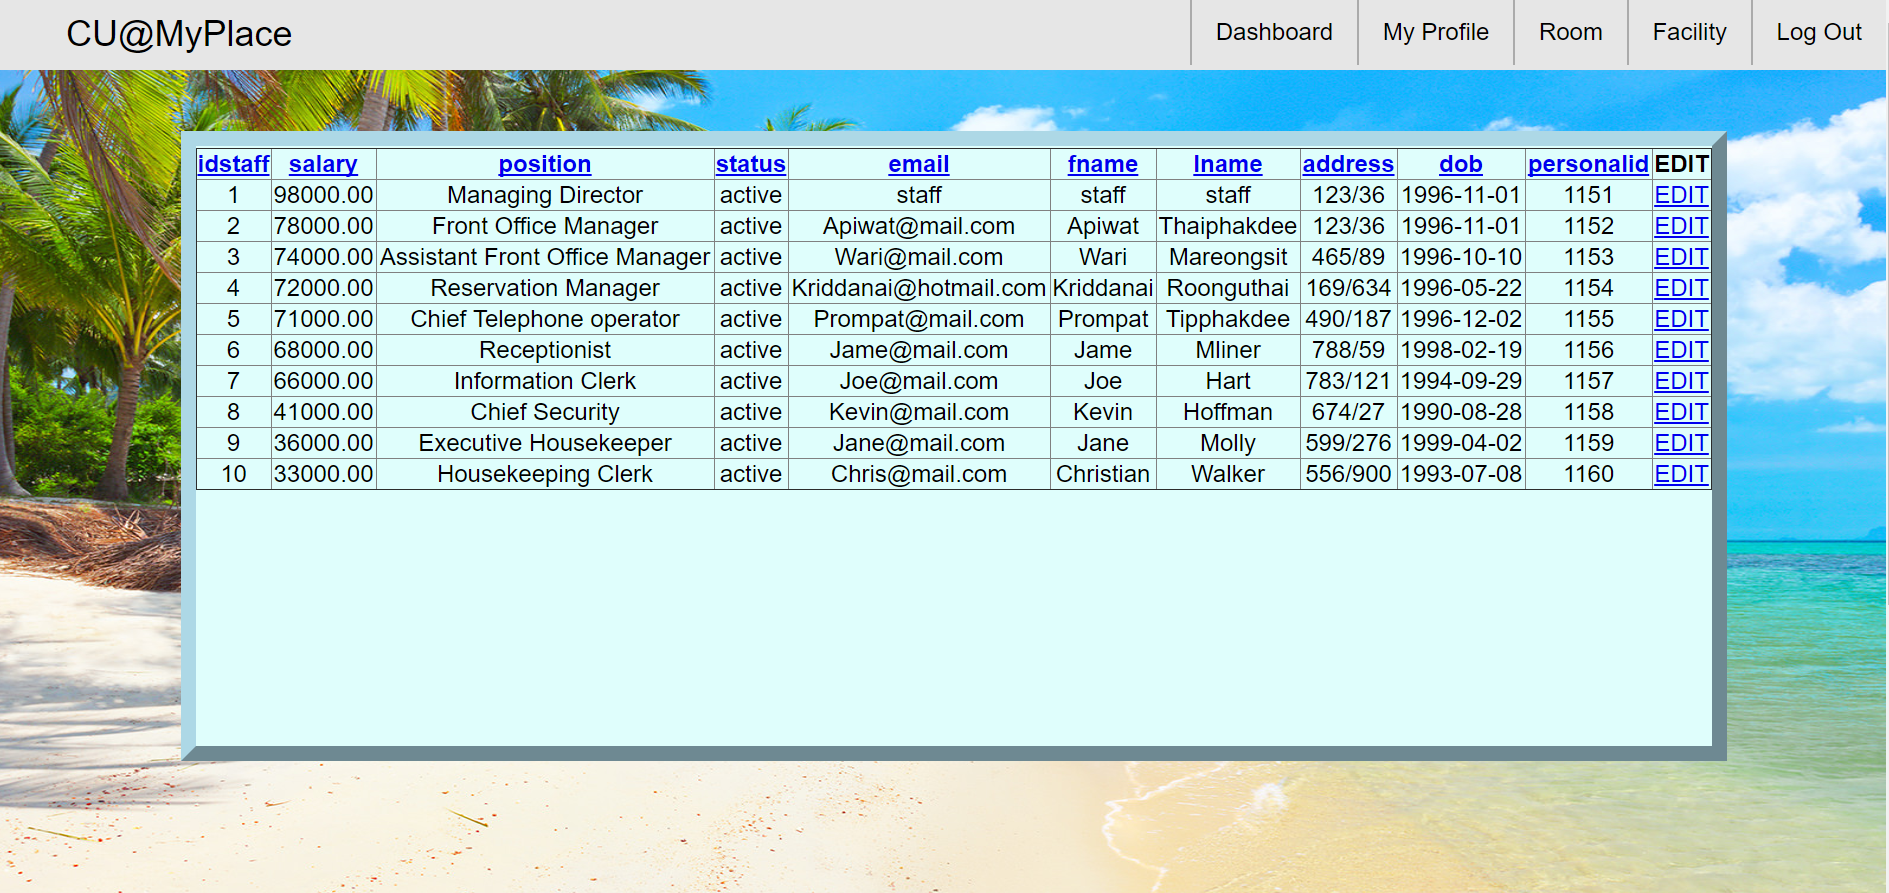 CU@MyPlace Dashboard My Profile Room Facility Log Out
idstaff salary position status email fname lname address dob personalid EDIT
1 98000.00 Managing Director active staff staff staff 123/36 1996-11-01 1151 EDIT
2 78000.00 Front Office Manager active Apiwat@mail.com Apiwat Thaiphakdee 123/36 1996-11-01 1152 EDIT
3 74000.00 Assistant Front Office Manager active Wari@mail.com Wari Mareongsit 465/89 1996-10-10 1153 EDIT
4 72000.00 Reservation Manager active Kriddanai@hotmail.com Kriddanai Roonguthai 169/634 1996-05-22 1154 EDIT
5 71000.00 Chief Telephone operator active Prompat@mail.com Prompat Tipphakdee 490/187 1996-12-02 1155 EDIT
6 68000.00 Receptionist active Jame@mail.com Jame Mliner 788/59 1998-02-19 1156 EDIT
7 66000.00 Information Clerk active Joe@mail.com Joe Hart 783/121 1994-09-29 1157 EDIT
8 41000.00 Chief Security active Kevin@mail.com Kevin Hoffman 674/27 1990-08-28 1158 EDIT
9 36000.00 Executive Housekeeper active Jane@mail.com Jane Molly 599/276 1999-04-02 1159 EDIT
10 33000.00 Housekeeping Clerk active Chris@mail.com Christian Walker 556/900 1993-07-08 1160 EDIT